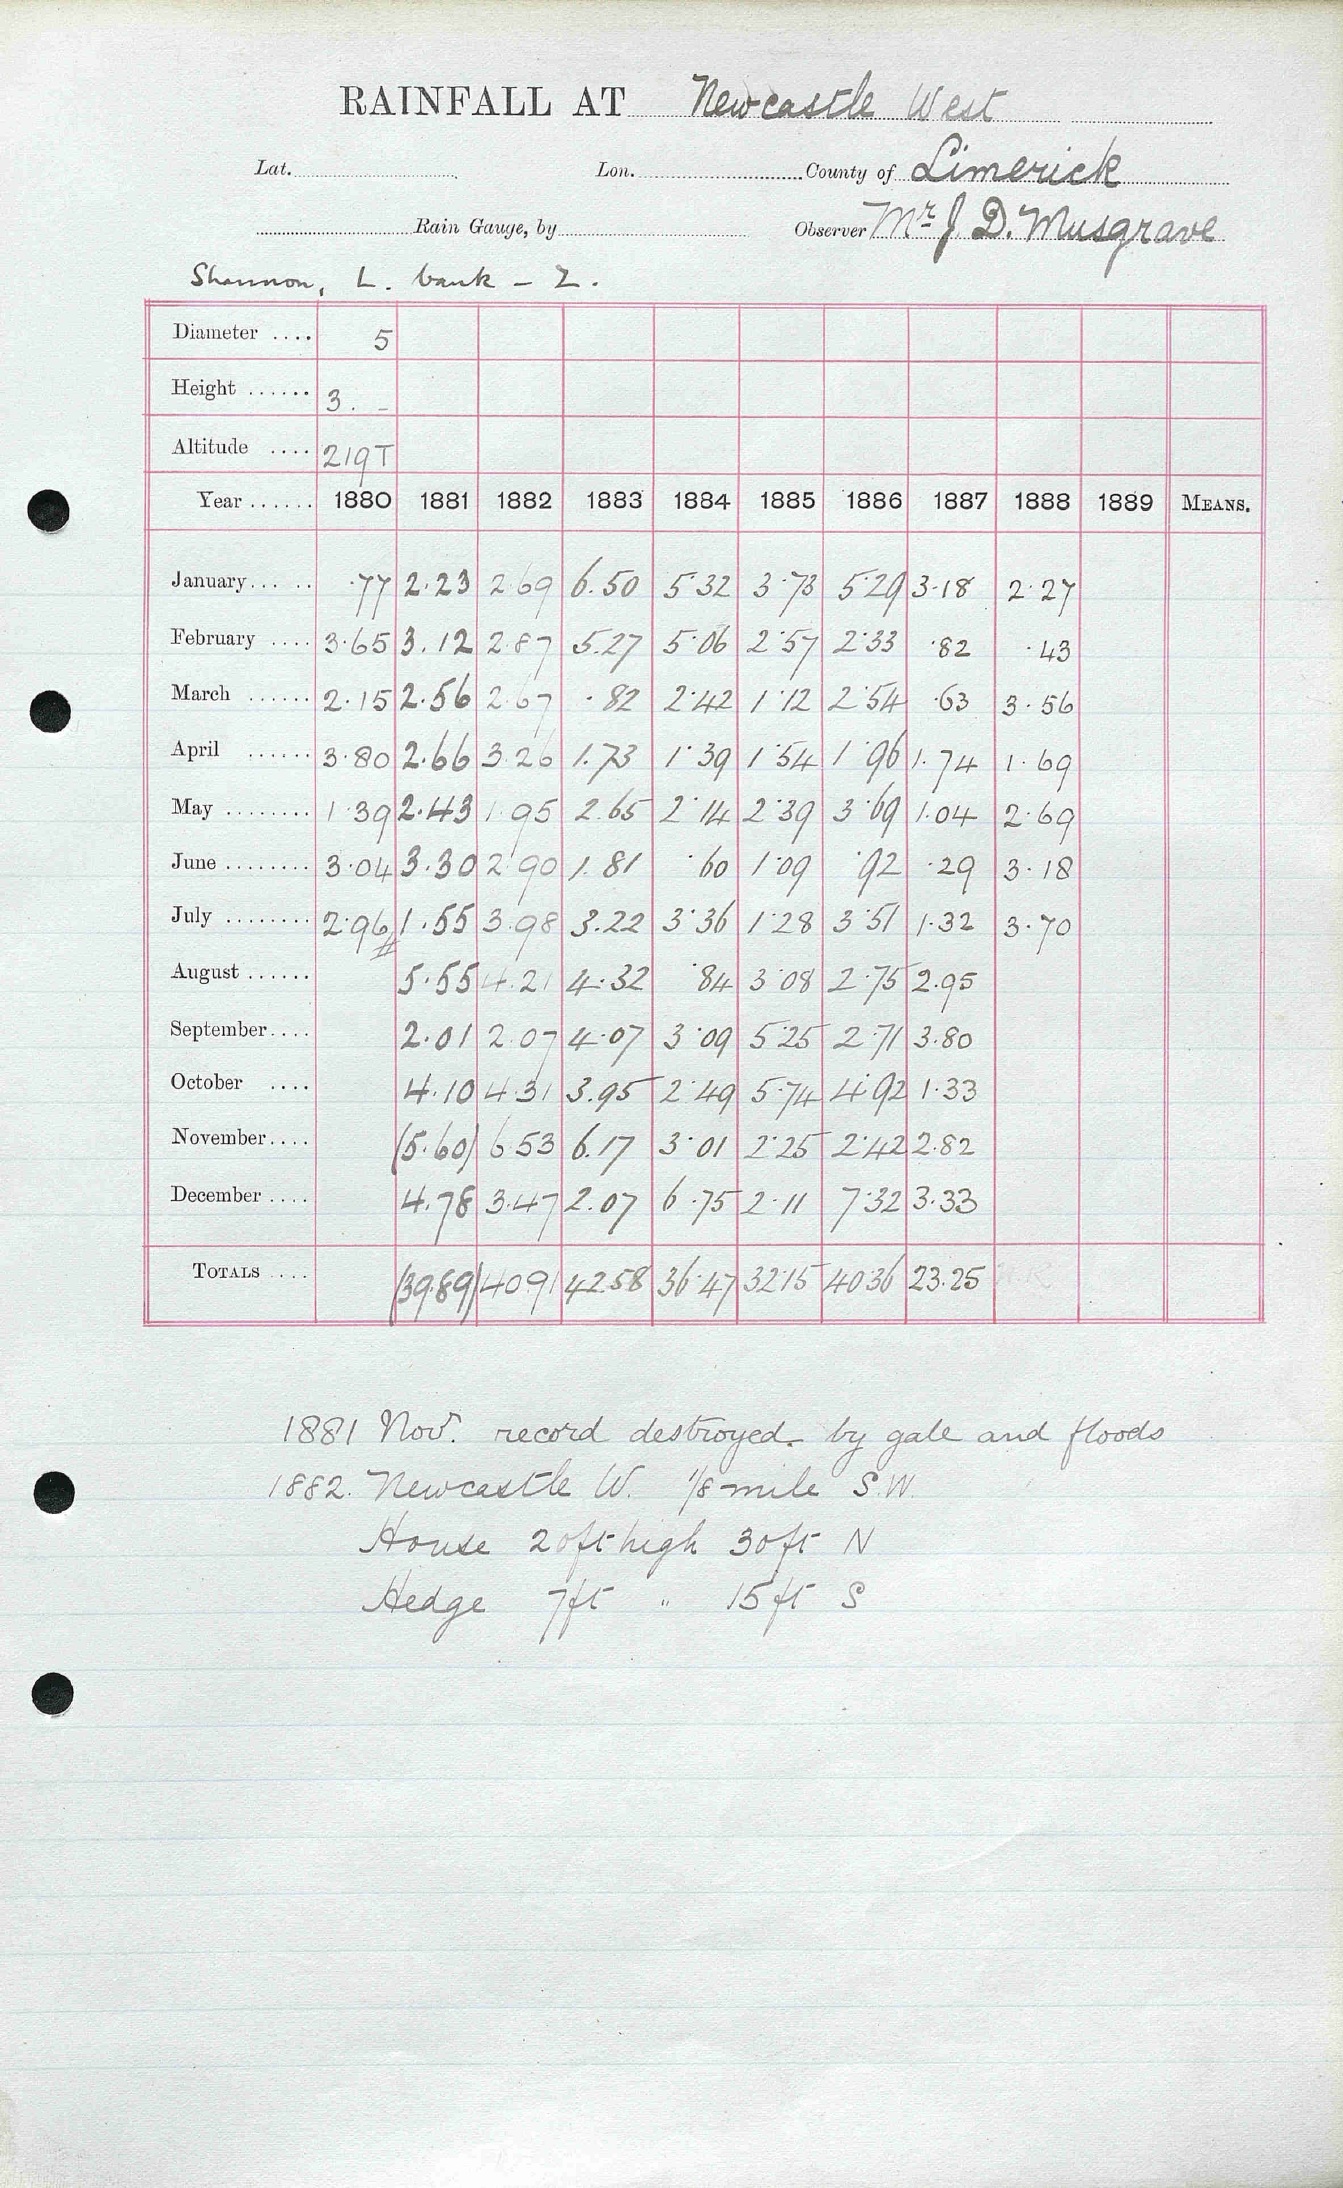 RAINFALL AT Newcastle West
Lat. Lon. County of Limerick
Rain Gauge, by Observer Mr J D. Musgrave
Shannon, L. bank - Z.
Diameter .... 5
Height ...... 3. -
Altitude .... 219T
Year ...... 1880 1881 1882 1883 1884 1885 1886 1887 1888 1889 MEANS.
January... .. .77 2.23 2.69 6.50 5.32 3.73 5.29 3.18 2.27
February .... 3.65 3.12 2.87 5.27 5.06 2.57 2.33 .82 .43
March ...... 2.15 2.56 2.67 .82 2.42 1.12 2.54 .63 3.56
April ...... 3.80 2.66 3.26 1.73 1.39 1.54 1.96 1.74 1.69
May ........ 1.39 2.43 1.95 2.65 2.14 2.39 3.69 1.04 2.69
June ........ 3.04 3.30 2.90 1.81 .60 1.09 .92 .29 3.18
July ........ 2.96# 1.55 3.98 3.22 3.36 1.28 3.51 1.32 3.70
August ...... 5.55 4.21 4.32 .84 3.08 2.75 2.95
September.... 2.01 2.07 4.07 3.09 5.25 2.71 3.80
October .... 4.10 4.31 3.95 2.49 5.74 4.92 1.33
November.... (5.60) 6.53 6.17 3.01 2.25 2.42 2.82
December .... 4.78 3.47 2.07 6.75 2.11 7.32 3.33
TOTALS .... (39.89) 40.91 42.58 36.47 32.15 40.36 23.25
1881 Nov. record destroyed by gale and floods
1882. Newcastle W. 1/8 mile S.W.
House 20ft high 30ft N
Hedge 7ft " 15ft S